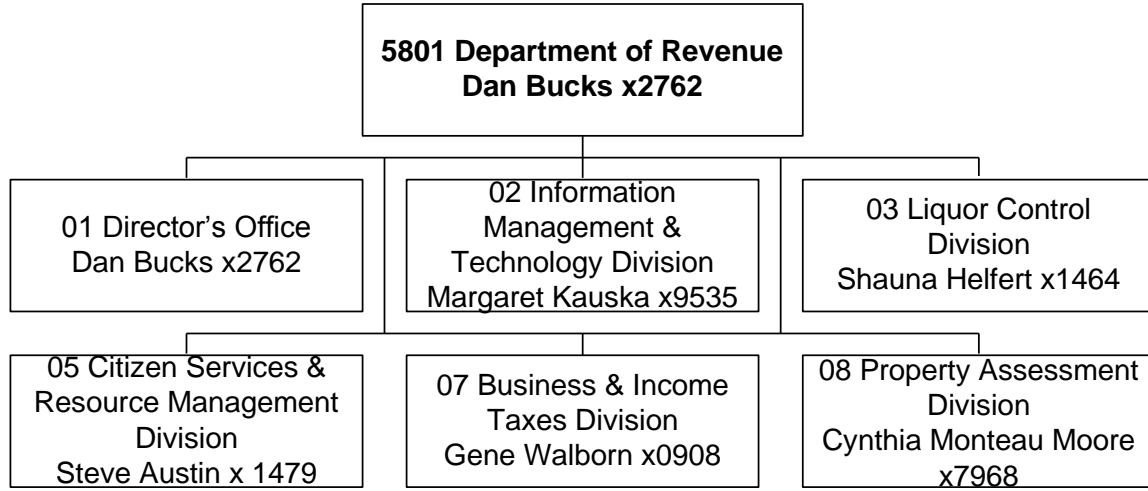 5801 Department of Revenue
Dan Bucks x2762
01 Director’s Office
Dan Bucks x2762
02 Information
Management &
Technology Division
Margaret Kauska x9535
03 Liquor Control
Division
Shauna Helfert x1464
05 Citizen Services &
Resource Management
Division
Steve Austin x 1479
07 Business & Income
Taxes Division
Gene Walborn x0908
08 Property Assessment
Division
Cynthia Monteau Moore
x7968